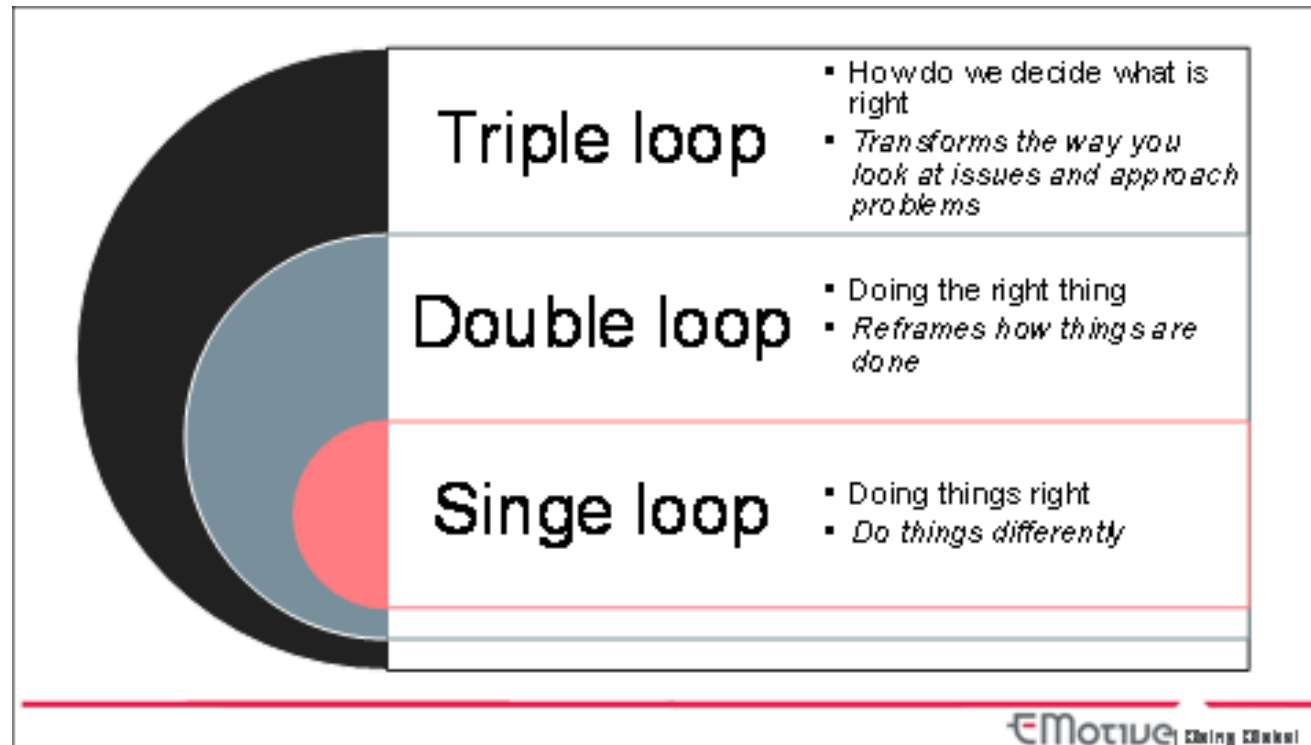 Triple loop
▪ How do we decide what is
right
▪ Transforms the way you
look at issues and approach
problems
Double loop
▪ Doing the right thing
▪ Reframes how things are
done
Singe loop
▪ Doing things right
▪ Do things differently
EMOTIVE